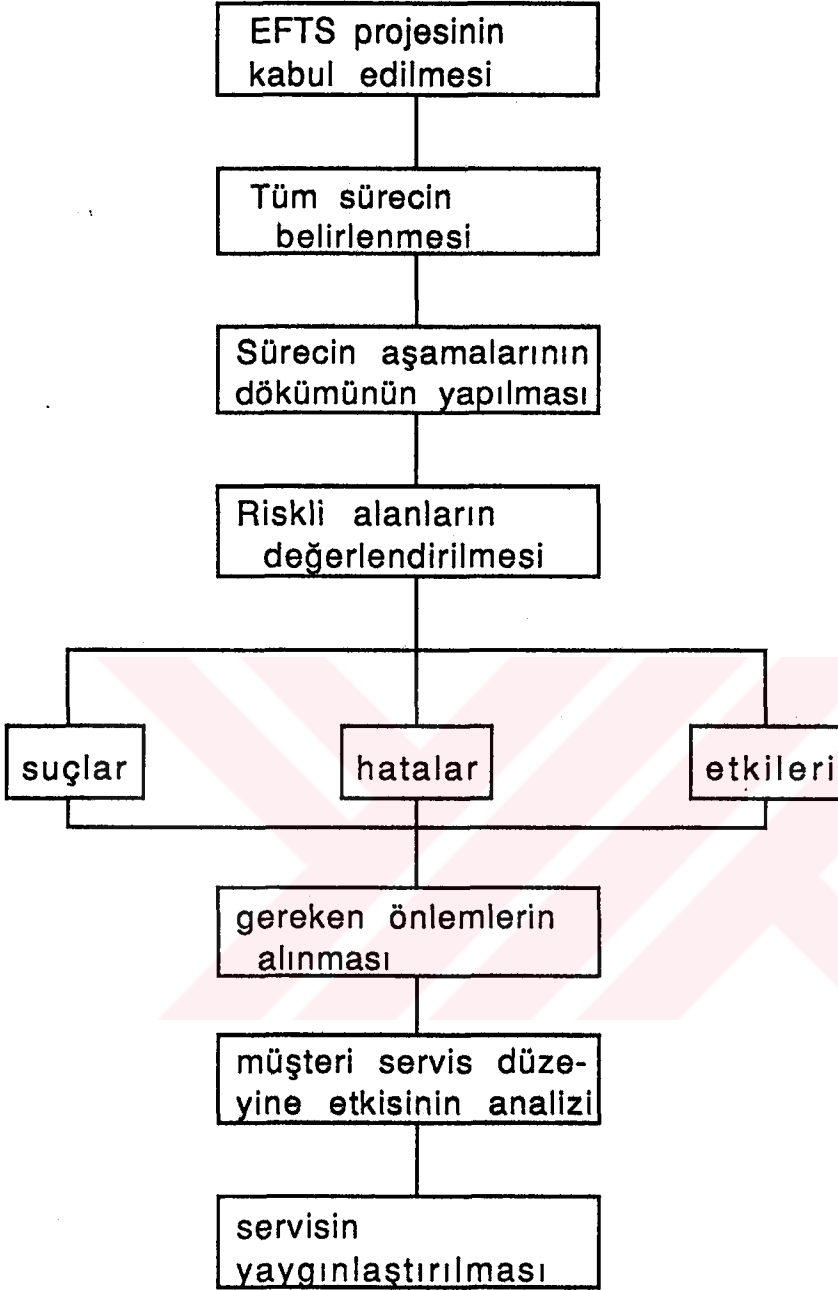 EFTS projesinin
kabul edilmesi
Tüm sürecin
belirlenmesi
Sürecin aşamalarının
dökümünün yapılması
Riskli alanların
değerlendirilmesi
suçlar hatalar etkileri
gereken önlemlerin
alınması
müşteri servis düze-
yine etkisinin analizi
servisin
yaygınlaştırılması